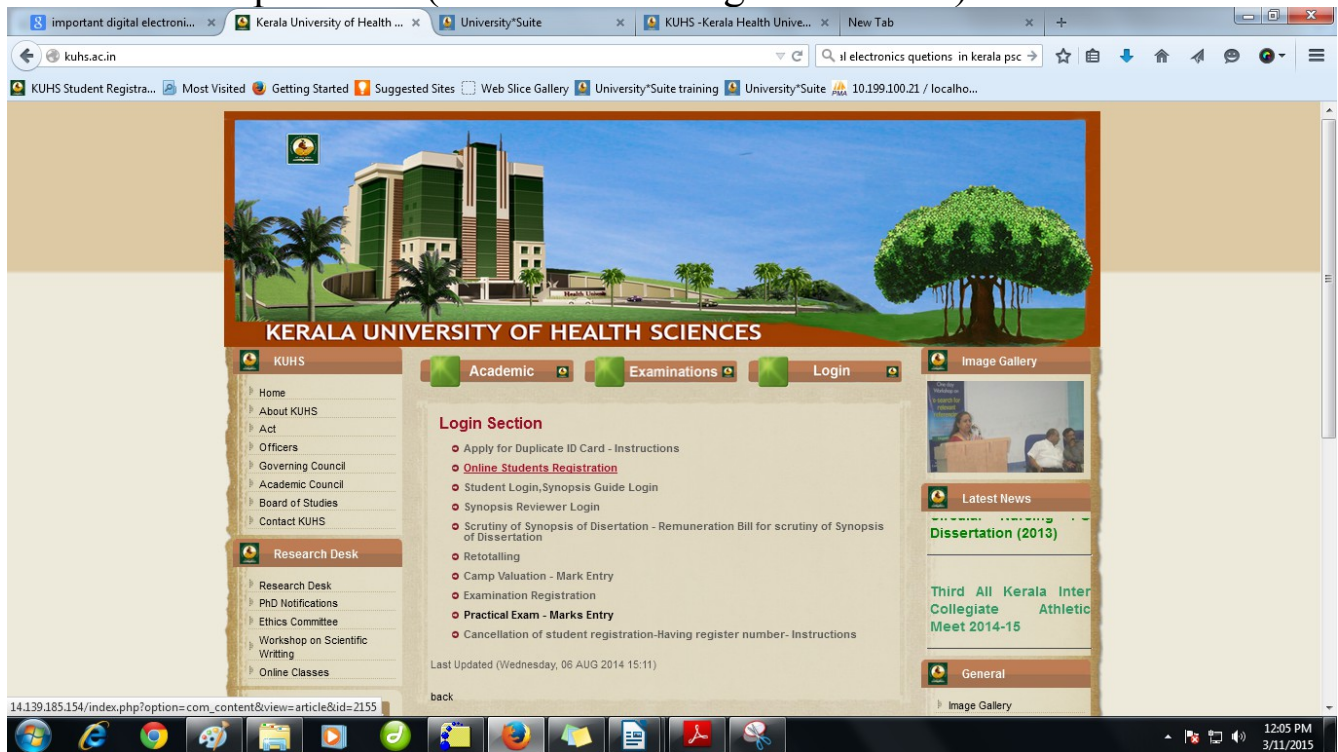 important digital electroni... × Kerala University of Health ... × University*Suite × KUHS -Kerala Health Unive... × New Tab × +
kuhs.ac.in
al electronics quetions in kerala psc
KUHS Student Registra... Most Visited Getting Started Suggested Sites Web Slice Gallery University*Suite training University*Suite 10.199.100.21 / localho...
Health
KERALA UNIVERSITY OF HEALTH SCIENCES
KUHS
Home
About KUHS
Act
Officers
Governing Council
Academic Council
Board of Studies
Contact KUHS
Research Desk
Research Desk
PhD Notifications
Ethics Committee
Workshop on Scientific
Writting
Online Classes
Academic Examinations Login
Login Section
Apply for Duplicate ID Card - Instructions
Online Students Registration
Student Login,Synopsis Guide Login
Synopsis Reviewer Login
Scrutiny of Synopsis of Disertation - Remuneration Bill for scrutiny of Synopsis
of Dissertation
Retotalling
Camp Valuation - Mark Entry
Examination Registration
Practical Exam - Marks Entry
Cancellation of student registration-Having register number- Instructions
Last Updated (Wednesday, 06 AUG 2014 15:11)
back
Image Gallery
One day
Workshop on
Latest News
Dissertation (2013)
Third All Kerala Inter
Collegiate Athletic
Meet 2014-15
General
Image Gallery
14.139.185.154/index.php?option=com_content&view=article&id=2155
12:05 PM
3/11/2015